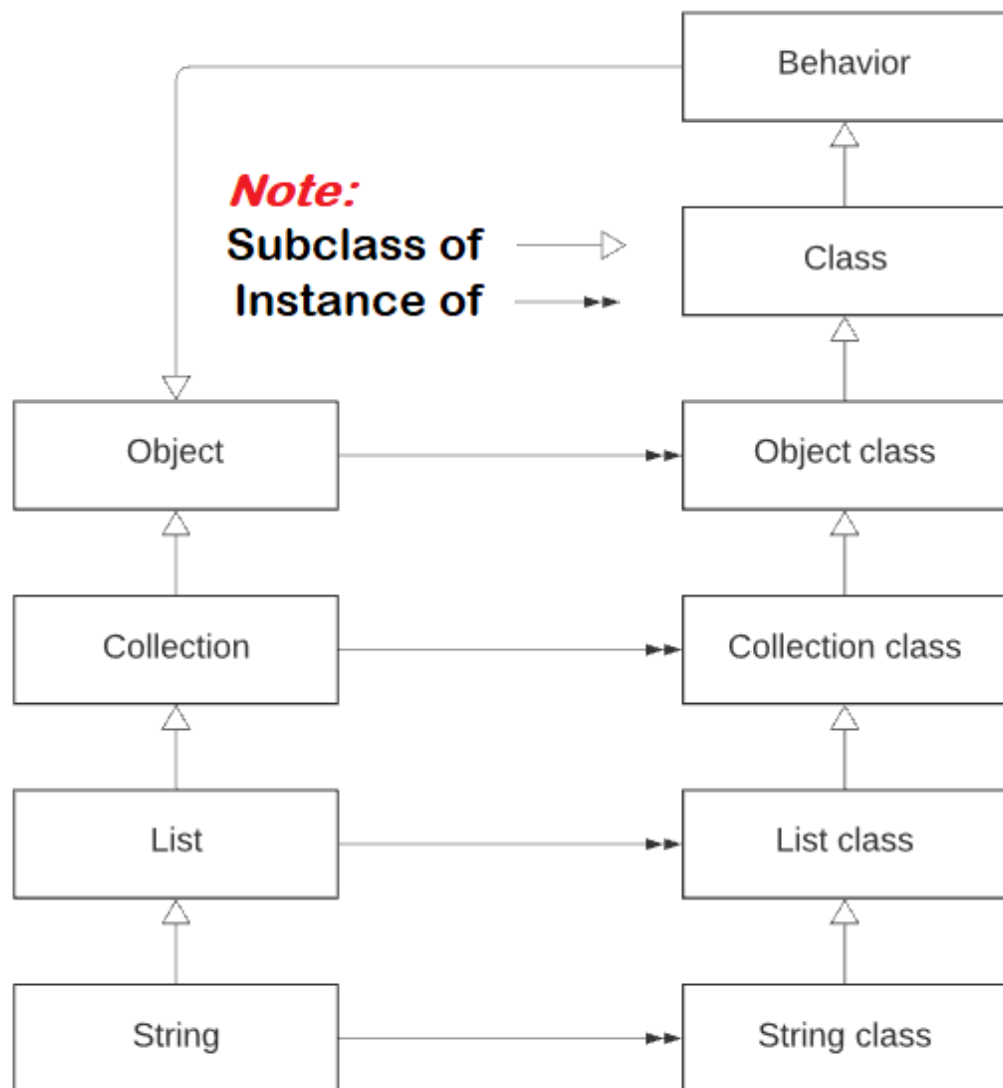 Behavior
Note:
Subclass of
Class
Instance of
Object
Object class
Collection
Collection class
List
List class
String
String class